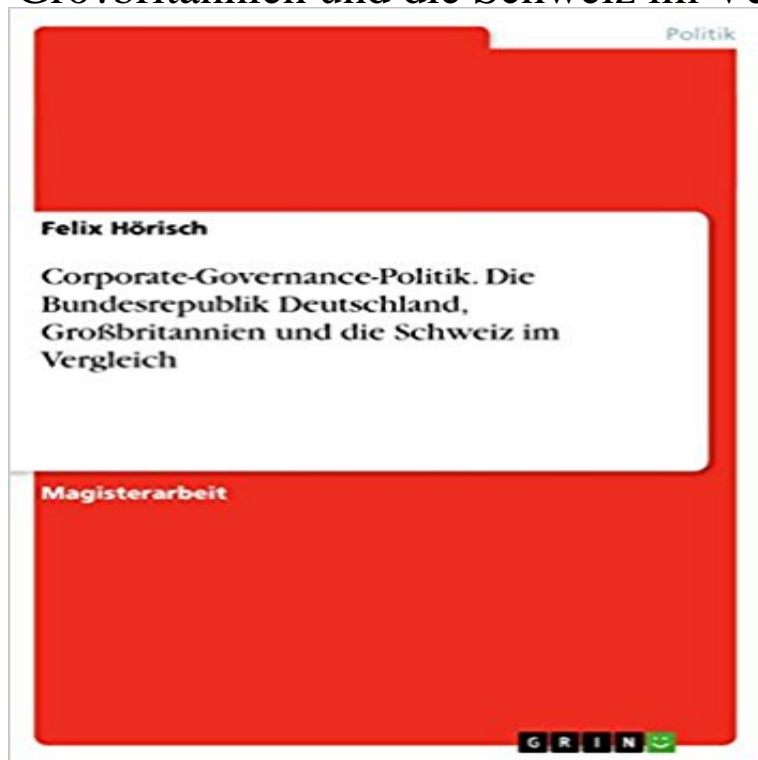 Politik
Felix Hörisch
Corporate-Governance-Politik. Die
Bundesrepublik Deutschland,
Großbritannien und die Schweiz im
Vergleich
Magisterarbeit
GRIN